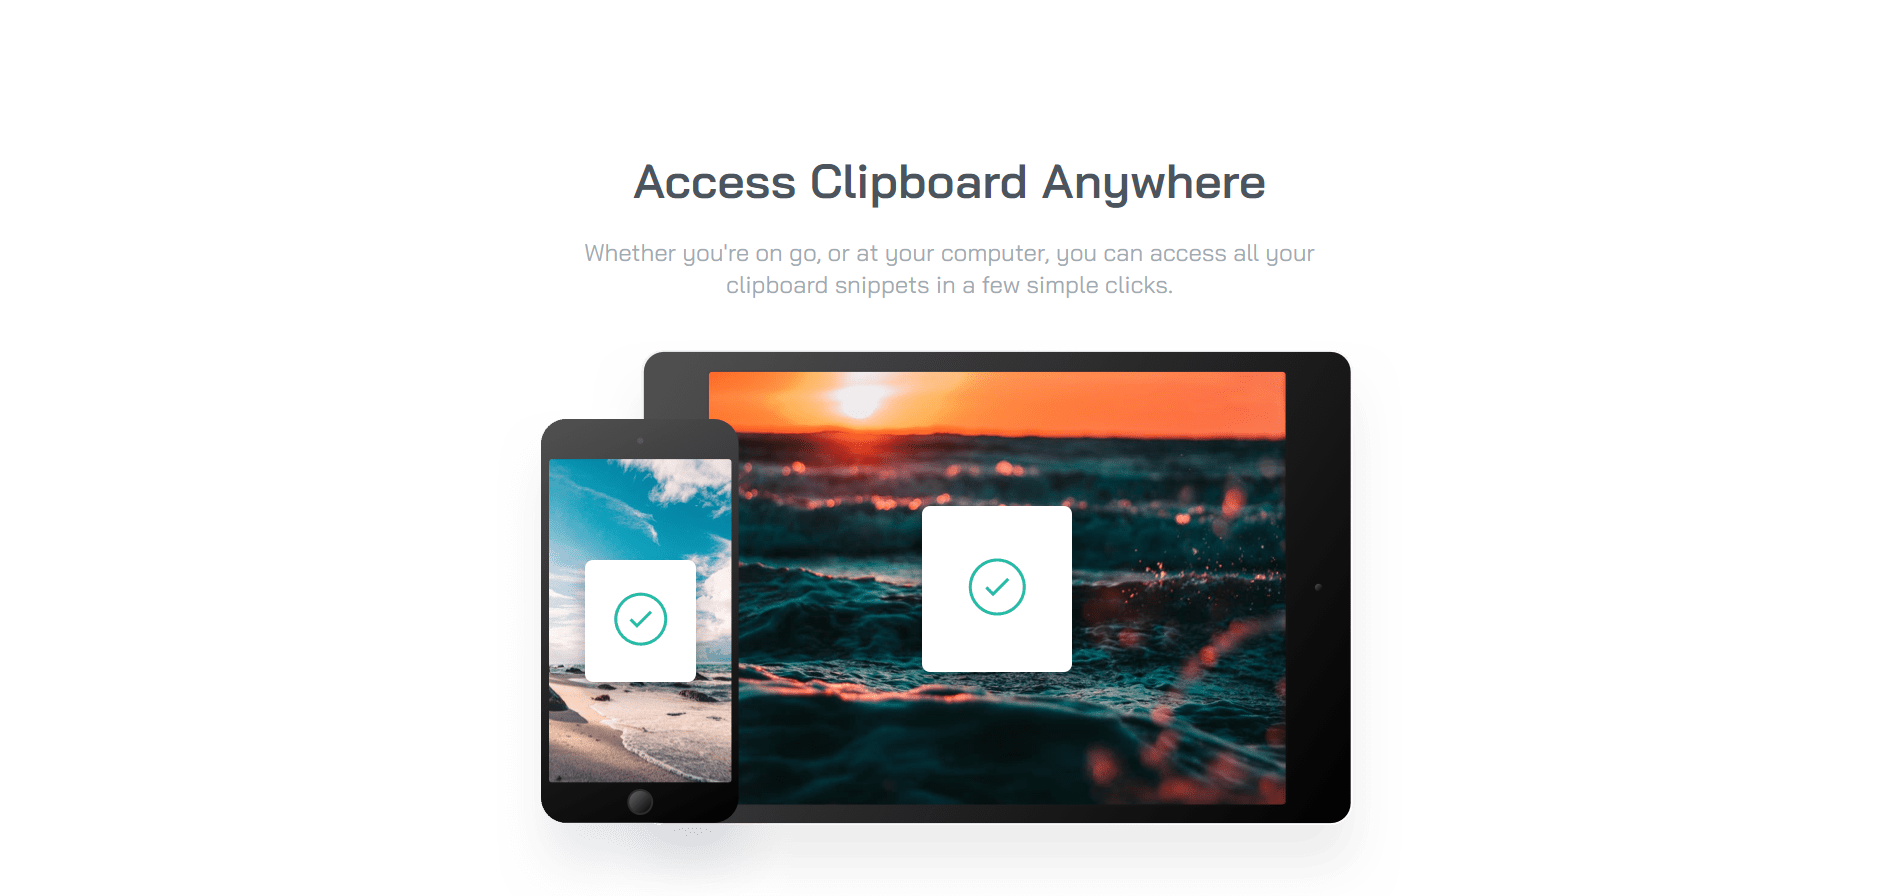 Access Clipboard Anywhere
Whether you're on go, or at your computer, you can access all your
clipboard snippets in a few simple clicks.